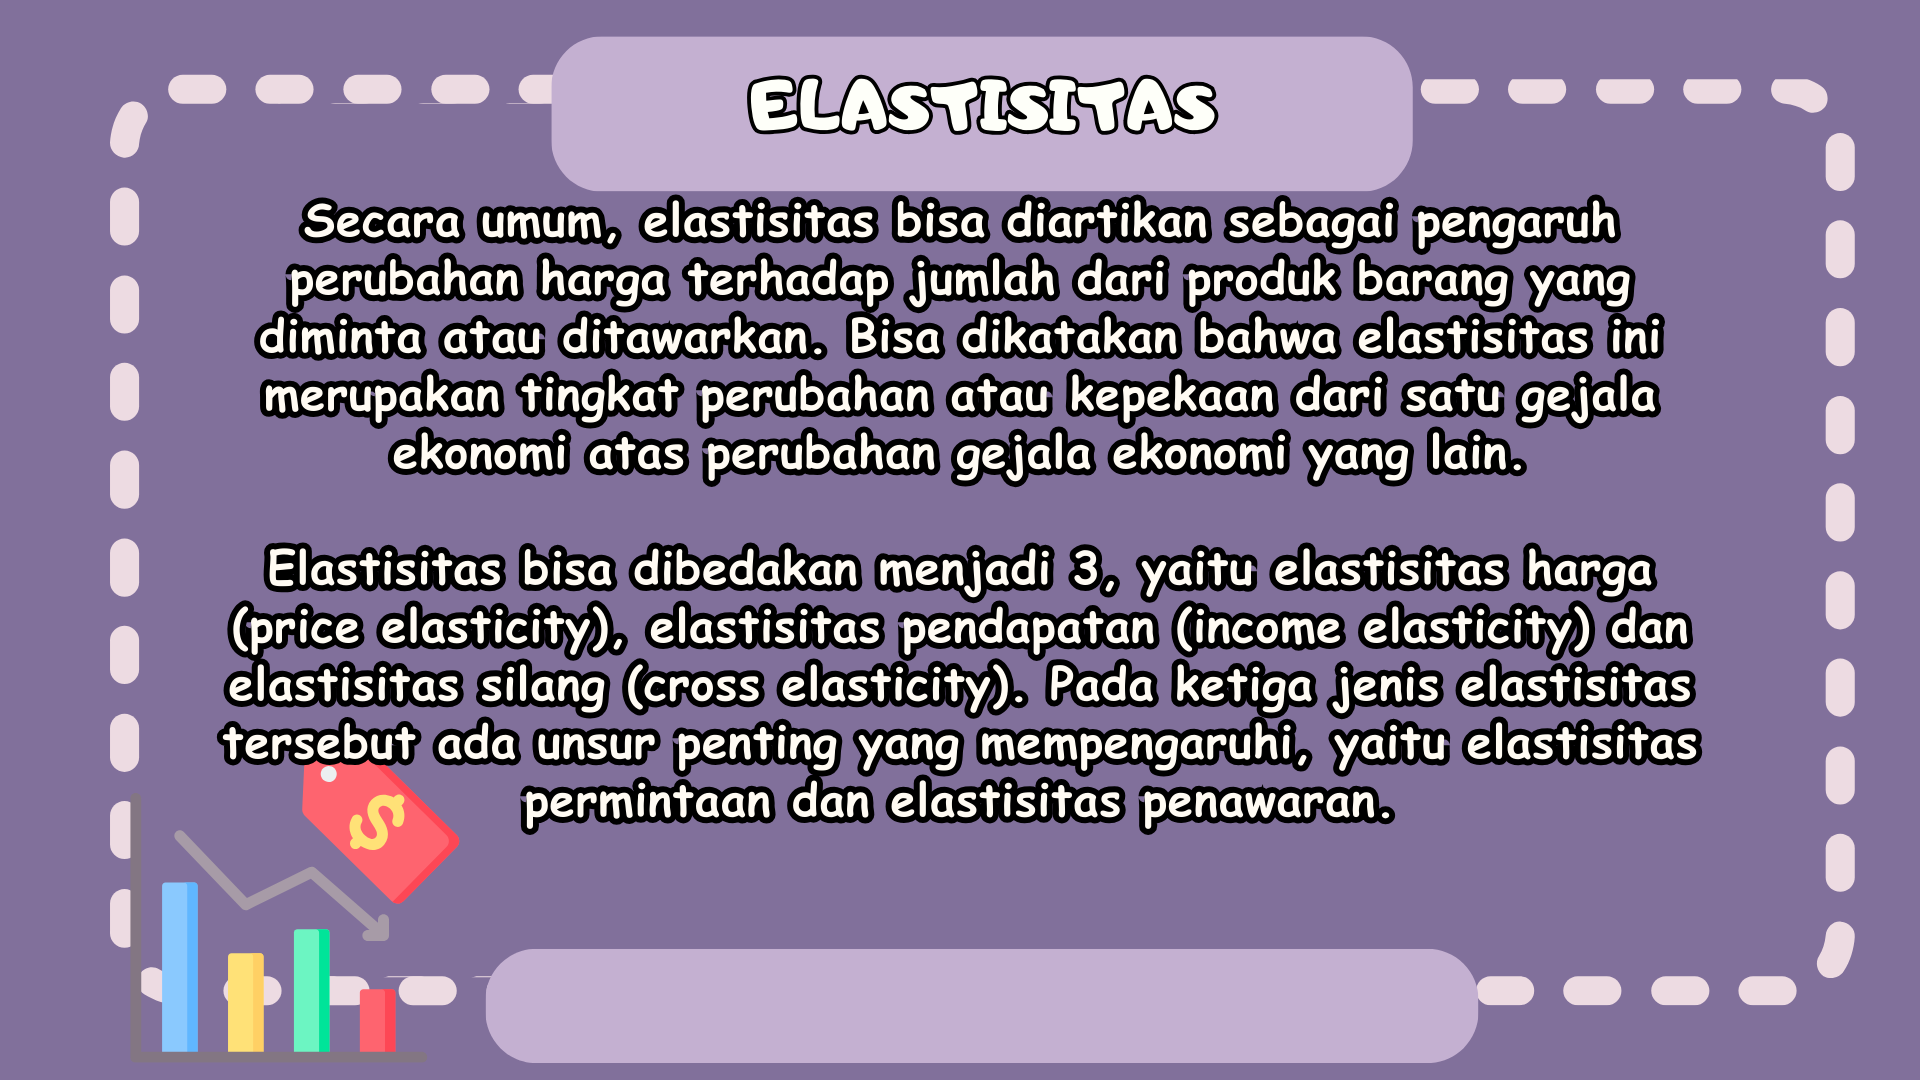 ELASTISITAS
Secara umum, elastisitas bisa diartikan sebagai pengaruh
perubahan harga terhadap jumlah dari produk barang yang
diminta atau ditawarkan. Bisa dikatakan bahwa elastisitas ini
merupakan tingkat perubahan atau kepekaan dari satu gejala
ekonomi atas perubahan gejala ekonomi yang lain.
Elastisitas bisa dibedakan menjadi 3, yaitu elastisitas harga
(price elasticity), elastisitas pendapatan (income elasticity) dan
elastisitas silang (cross elasticity). Pada ketiga jenis elastisitas
tersebut ada unsur penting yang mempengaruhi, yaitu elastisitas
permintaan dan elastisitas penawaran.
$